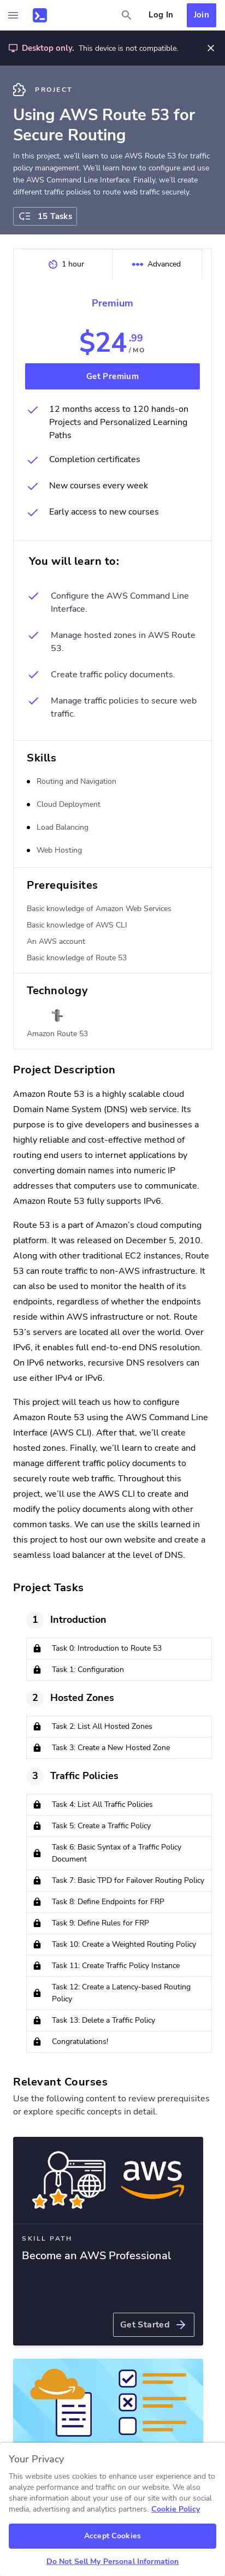 Log In
Join
Desktop only. This device is not compatible.
PROJECT
Using AWS Route 53 for
Secure Routing
In this project, we’ll learn to use AWS Route 53 for traffic
policy management. We’ll learn how to configure and use
the AWS Command Line Interface. Finally, we’ll create
different traffic policies to route web traffic securely.
15 Tasks
1 hour
Advanced
Premium
$24.99
/MO
Get Premium
12 months access to 120 hands-on
Projects and Personalized Learning
Paths
Completion certificates
New courses every week
Early access to new courses
You will learn to:
Configure the AWS Command Line
Interface.
Manage hosted zones in AWS Route
53.
Create traffic policy documents.
Manage traffic policies to secure web
traffic.
Skills
Routing and Navigation
Cloud Deployment
Load Balancing
Web Hosting
Prerequisites
Basic knowledge of Amazon Web Services
Basic knowledge of AWS CLI
An AWS account
Basic knowledge of Route 53
Technology
Amazon Route 53
Project Description
Amazon Route 53 is a highly scalable cloud
Domain Name System (DNS) web service. Its
purpose is to give developers and businesses a
highly reliable and cost-effective method of
routing end users to internet applications by
converting domain names into numeric IP
addresses that computers use to communicate.
Amazon Route 53 fully supports IPv6.
Route 53 is a part of Amazon’s cloud computing
platform. It was released on December 5, 2010.
Along with other traditional EC2 instances, Route
53 can route traffic to non-AWS infrastructure. It
can also be used to monitor the health of its
endpoints, regardless of whether the endpoints
reside within AWS infrastructure or not. Route
53’s servers are located all over the world. Over
IPv6, it enables full end-to-end DNS resolution.
On IPv6 networks, recursive DNS resolvers can
use either IPv4 or IPv6.
This project will teach us how to configure
Amazon Route 53 using the AWS Command Line
Interface (AWS CLI). After that, we’ll create
hosted zones. Finally, we’ll learn to create and
manage different traffic policy documents to
securely route web traffic. Throughout this
project, we’ll use the AWS CLI to create and
modify the policy documents along with other
common tasks. We can use the skills learned in
this project to host our own website and create a
seamless load balancer at the level of DNS.
Project Tasks
1 Introduction
Task 0: Introduction to Route 53
Task 1: Configuration
2 Hosted Zones
Task 2: List All Hosted Zones
Task 3: Create a New Hosted Zone
3 Traffic Policies
Task 4: List All Traffic Policies
Task 5: Create a Traffic Policy
Task 6: Basic Syntax of a Traffic Policy
Document
Task 7: Basic TPD for Failover Routing Policy
Task 8: Define Endpoints for FRP
Task 9: Define Rules for FRP
Task 10: Create a Weighted Routing Policy
Task 11: Create Traffic Policy Instance
Task 12: Create a Latency-based Routing
Policy
Task 13: Delete a Traffic Policy
Congratulations!
Relevant Courses
Use the following content to review prerequisites
or explore specific concepts in detail.
aws
SKILL PATH
Become an AWS Professional
Get Started
Your Privacy
This website uses cookies to enhance user experience and to
analyze performance and traffic on our website. We also
share information about your use of our site with our social
media, advertising and analytics partners. Cookie Policy
Accept Cookies
Do Not Sell My Personal Information